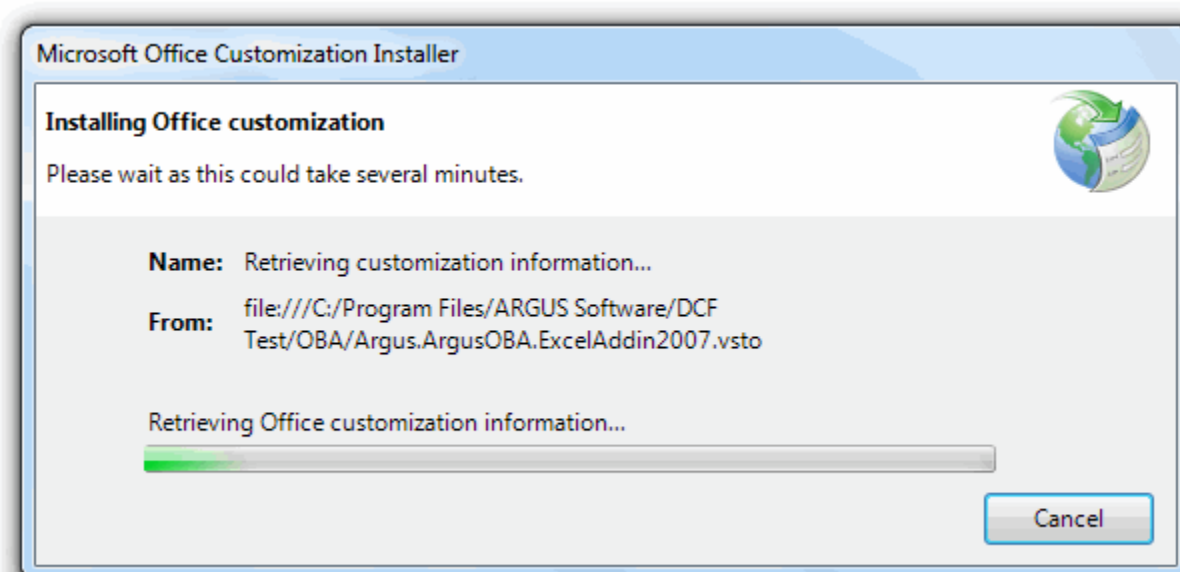 Microsoft Office Customization Installer
Installing Office customization
Please wait as this could take several minutes.
Name: Retrieving customization information...
From: file:///C:/Program Files/ARGUS Software/DCF
Test/OBA/Argus.ArgusOBA.ExcelAddin2007.vsto
Retrieving Office customization information...
Cancel